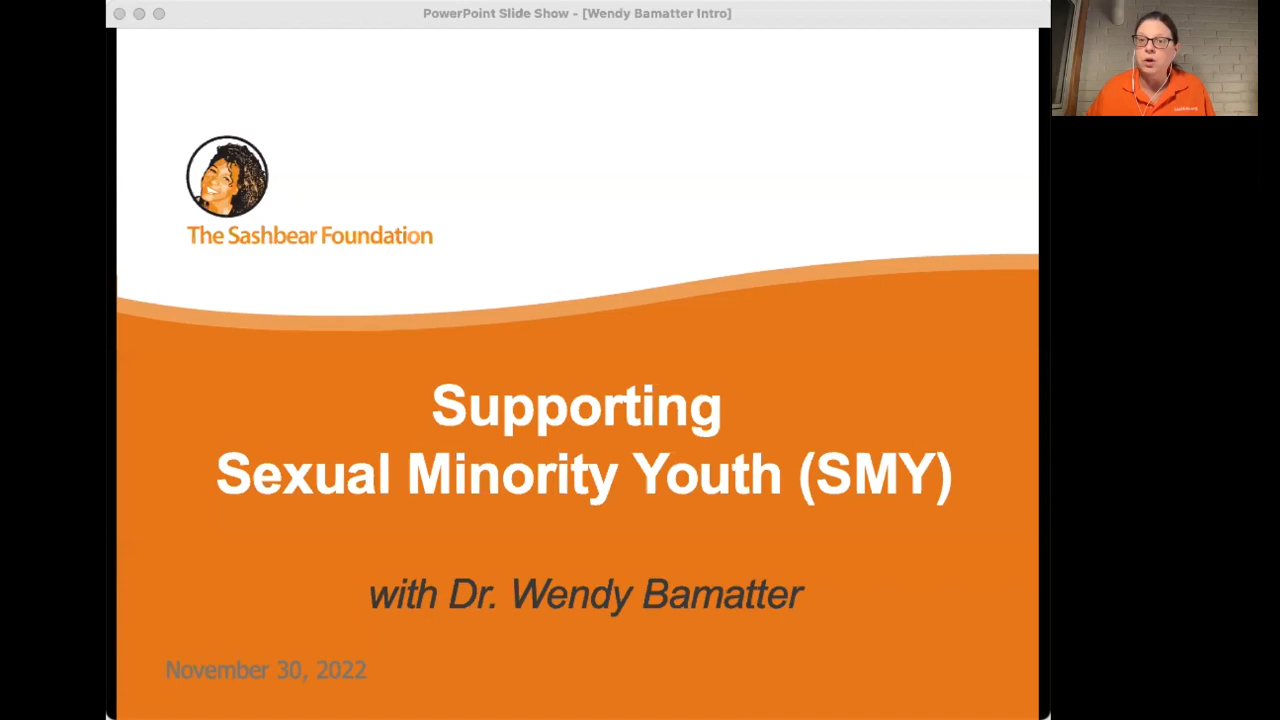 PowerPoint Slide Show - [Wendy Bamatter Intro]
The Sashbear Foundation
Supporting
Sexual Minority Youth (SMY)
with Dr. Wendy Bamatter
November 30, 2022